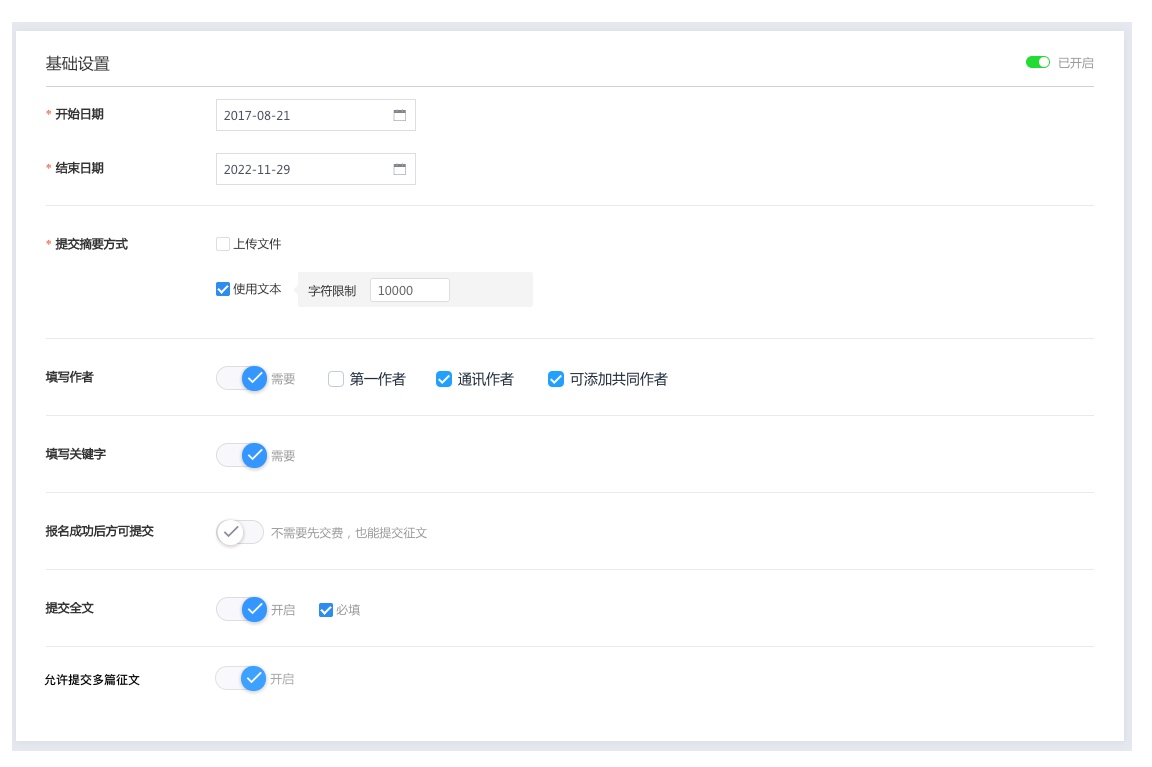 基础设置 已开启
* 开始日期 2017-08-21
* 结束日期 2022-11-29
* 提交摘要方式 上传文件
使用文本 字符限制 10000
填写作者 需要 第一作者 通讯作者 可添加共同作者
填写关键字 需要
报名成功后方可提交 不需要先交费，也能提交征文
提交全文 开启 必填
允许提交多篇征文 开启